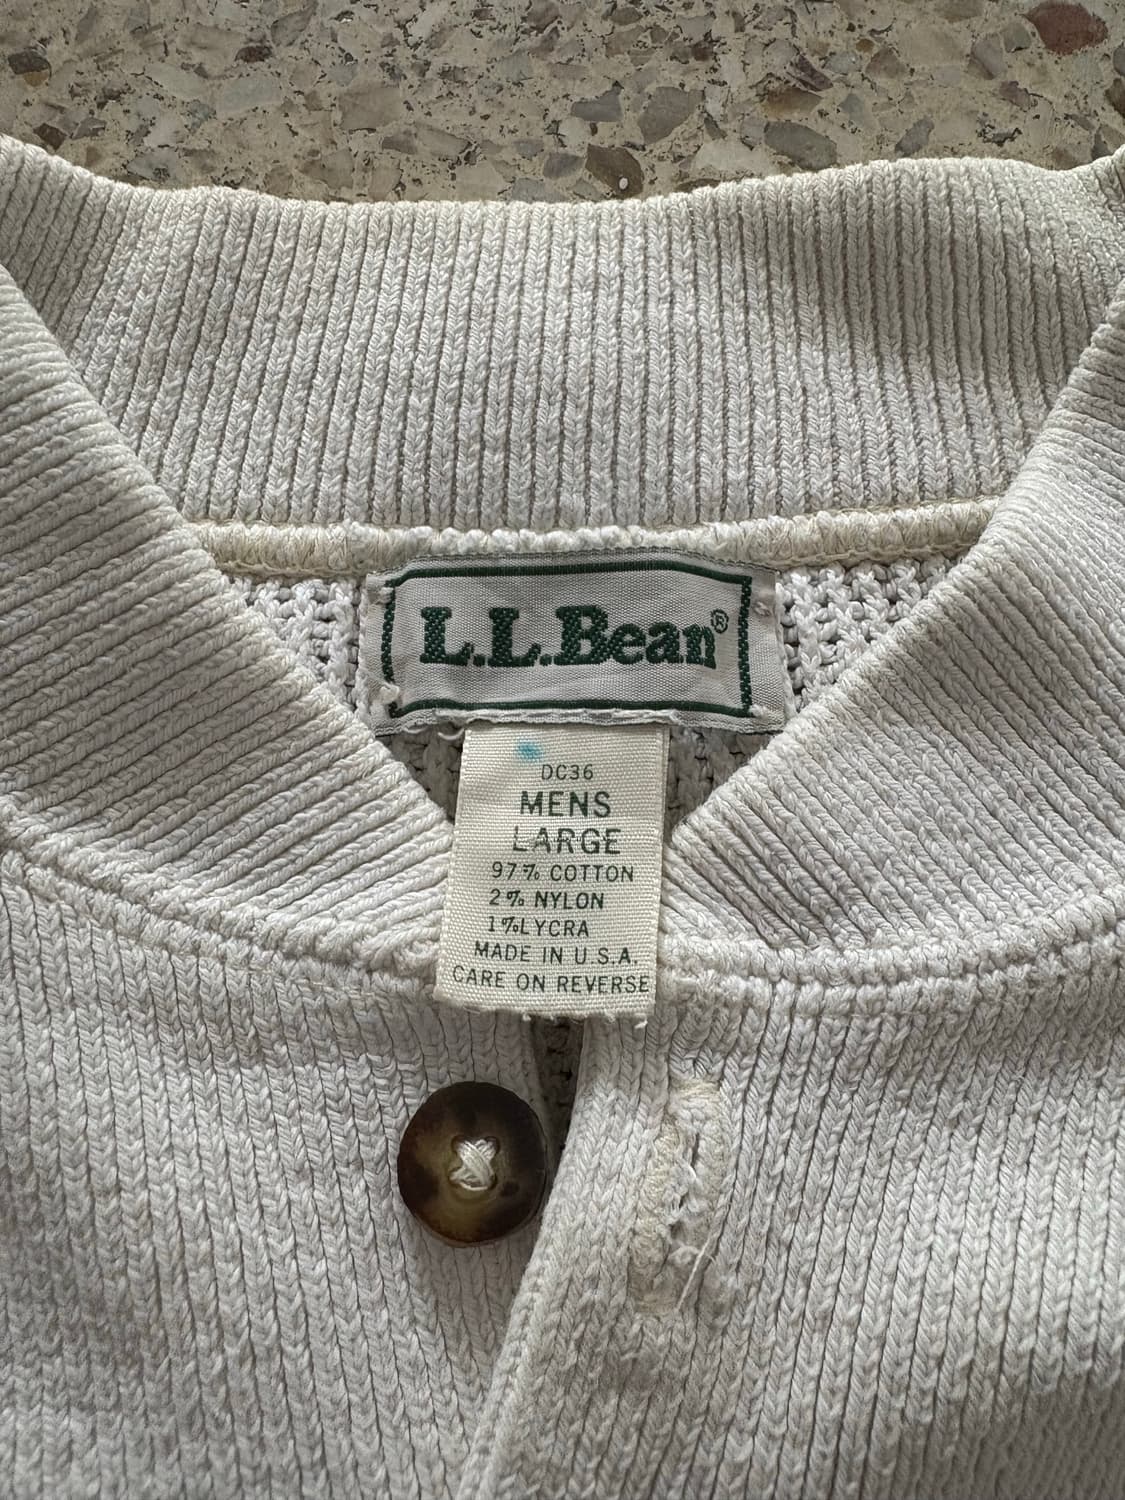 L.L.Bean®
DC36
MENS
LARGE
97% COTTON
2% NYLON
1%LYCRA
MADE IN U.S.A.
CARE ON REVERSE